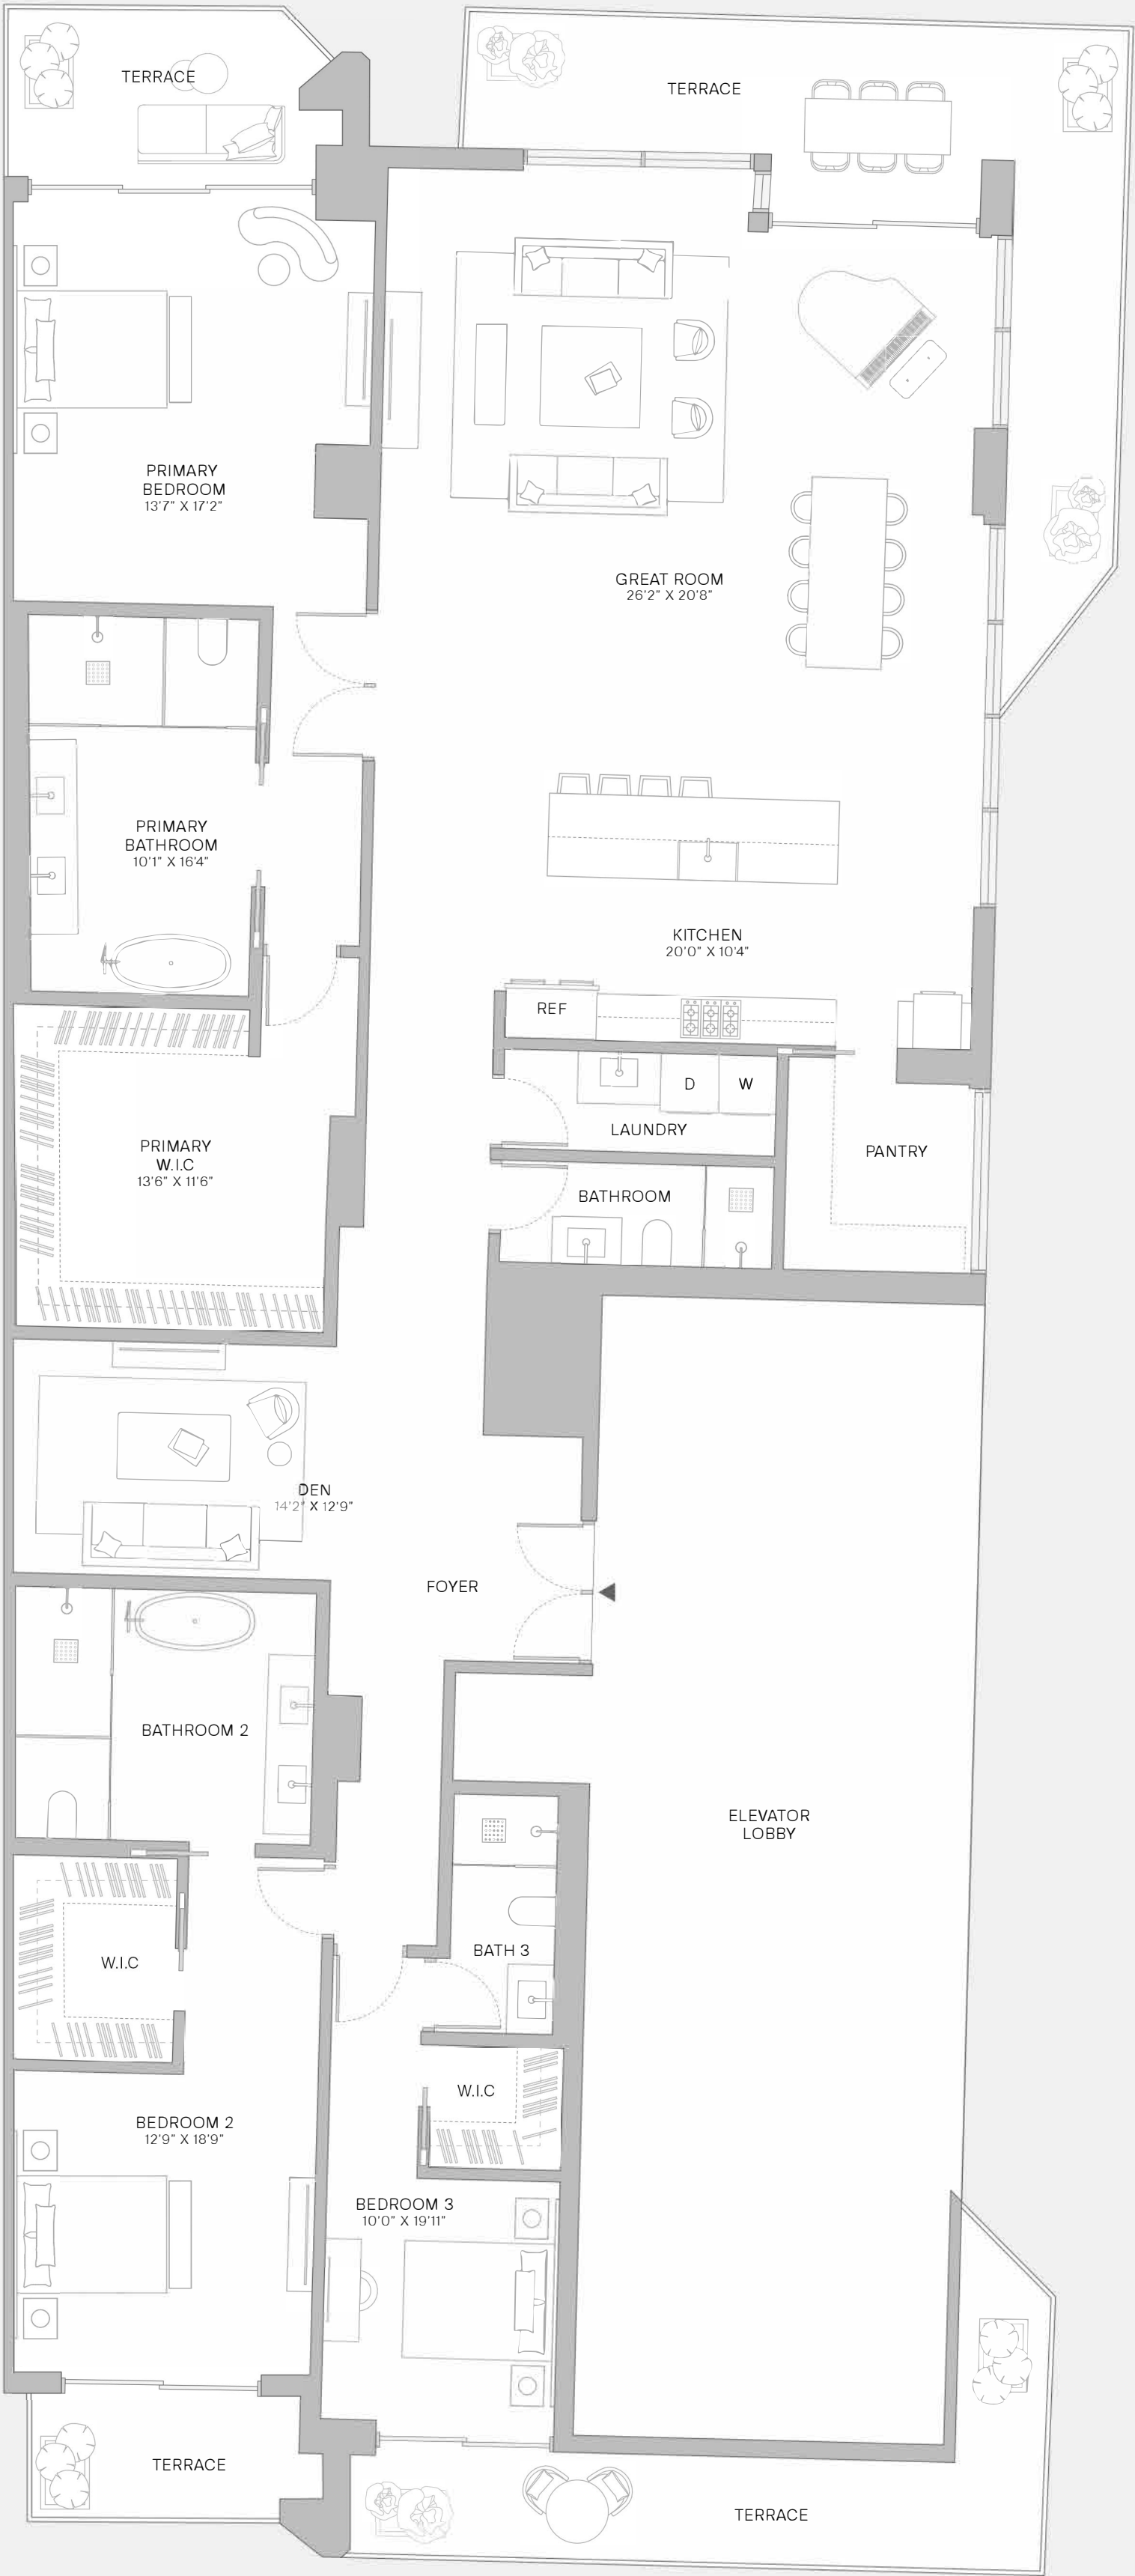 TERRACE
TERRACE
PRIMARY
BEDROOM
13'7" X 17'2"
GREAT ROOM
26'2" X 20'8"
PRIMARY
BATHROOM
10'1" X 16'4"
KITCHEN
20'0" X 10'4"
REF
D
W
LAUNDRY
PANTRY
PRIMARY
W.I.C
13'6" X 11'6"
BATHROOM
DEN
14'2" X 12'9"
FOYER
BATHROOM 2
ELEVATOR
LOBBY
BATH 3
W.I.C
W.I.C
BEDROOM 2
12'9" X 18'9"
BEDROOM 3
10'0" X 19'11"
TERRACE
TERRACE